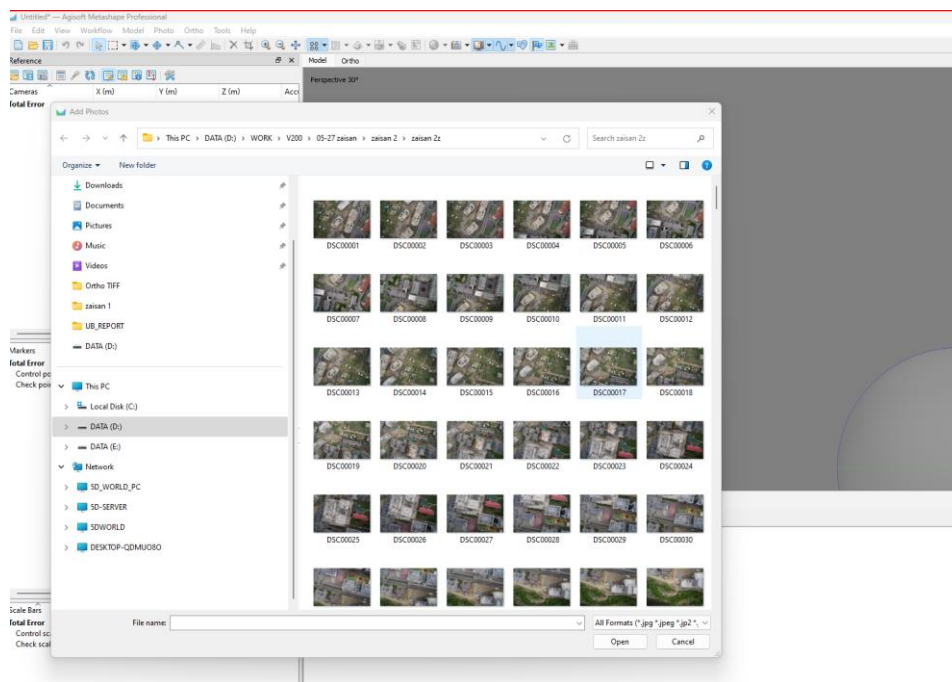 Untitled* — Agisoft Metashape Professional
File Edit View Workflow Model Photo Ortho Tools Help
Reference
Model Ortho
Perspective 30°
Cameras X (m) Y (m) Z (m) Acc
Total Error
Add Photos
This PC > DATA (D:) > WORK > V200 > 05-27 zaisan > zaisan 2 > zaisan 2z
Search zaisan 2z
Organize New folder
Downloads
Documents
Pictures
Music
Videos
Ortho TIFF
zaisan 1
UB_REPORT
DATA (D:)
This PC
Local Disk (C:)
DATA (D:)
DATA (E:)
Network
5D_WORLD_PC
5D-SERVER
5DWORLD
DESKTOP-QDMUO8O
DSC00001 DSC00002 DSC00003 DSC00004 DSC00005 DSC00006
DSC00007 DSC00008 DSC00009 DSC00010 DSC00011 DSC00012
DSC00013 DSC00014 DSC00015 DSC00016 DSC00017 DSC00018
DSC00019 DSC00020 DSC00021 DSC00022 DSC00023 DSC00024
DSC00025 DSC00026 DSC00027 DSC00028 DSC00029 DSC00030
Markers
Total Error
Control po
Check poi
Scale Bars
Total Error
Control sc
Check scal
File name:
All Formats (*.jpg *.jpeg *.jp2 *.
Open Cancel